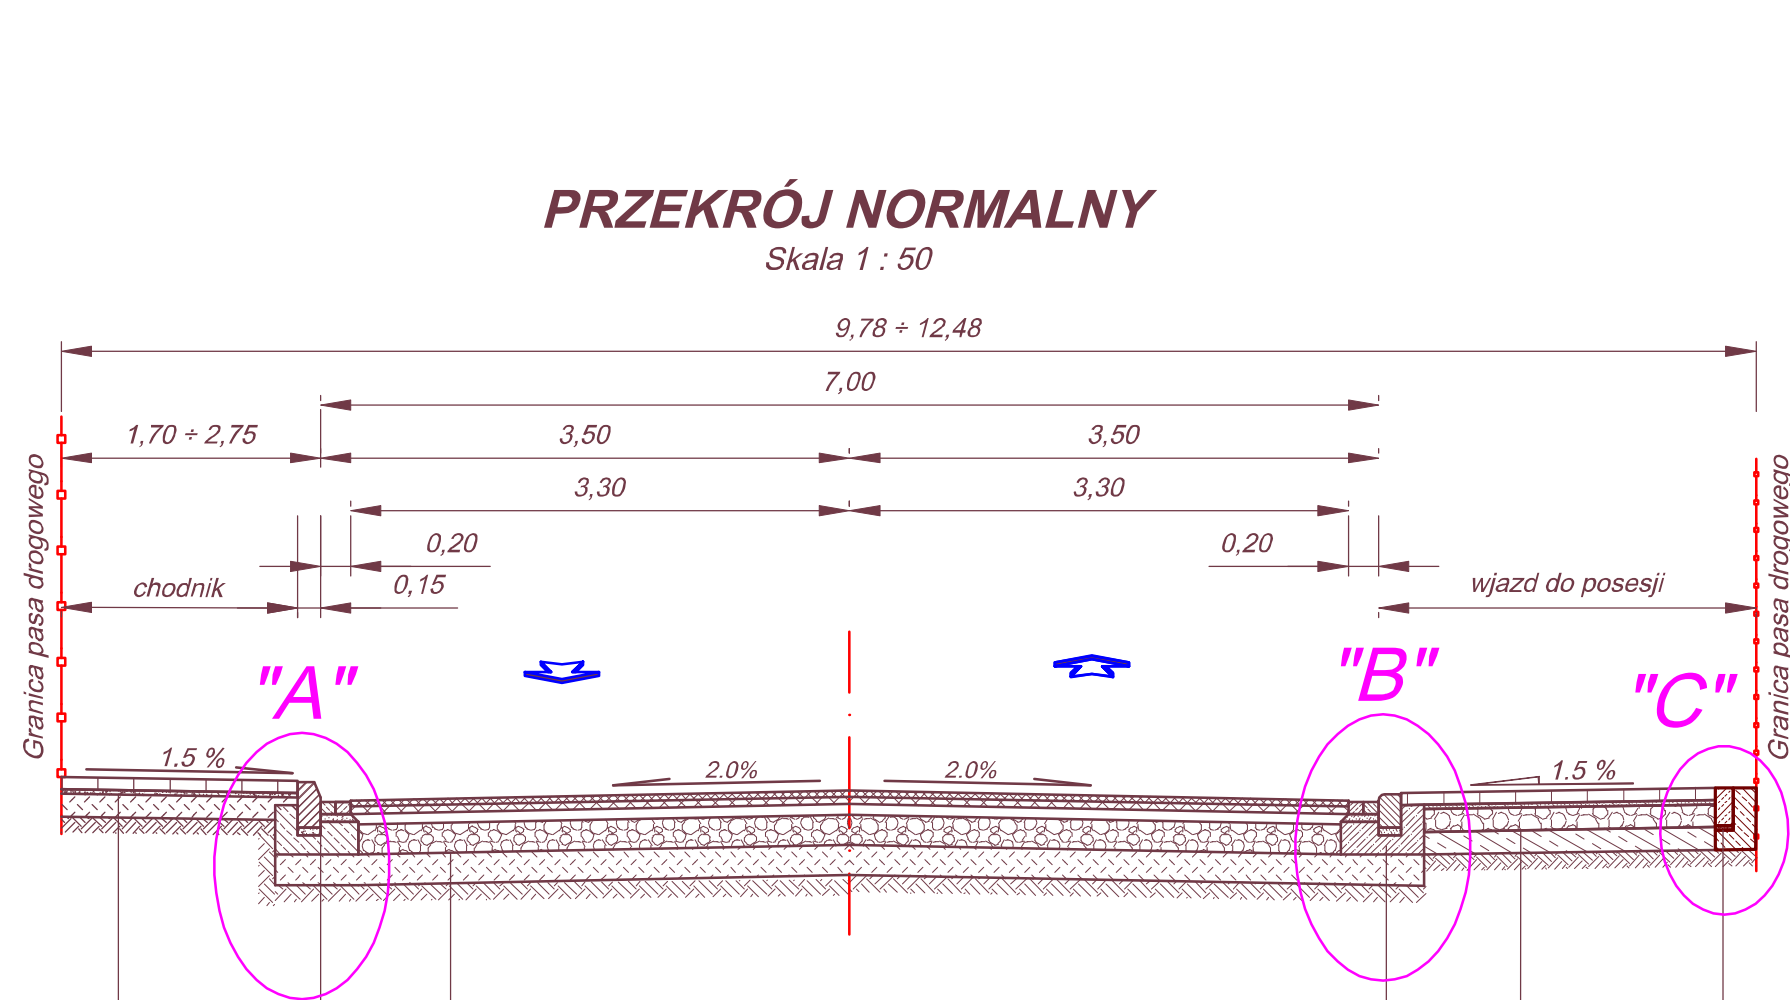 PRZEKRÓJ NORMALNY
Skala 1 : 50
9,78 ÷ 12,48
7,00
1,70 ÷ 2,75
3,50
3,50
3,30
3,30
0,20
0,20
chodnik
0,15
wjazd do posesji
Granica pasa drogowego
Granica pasa drogowego
"A"
"B"
"C"
1.5 %
2.0%
2.0%
1.5 %